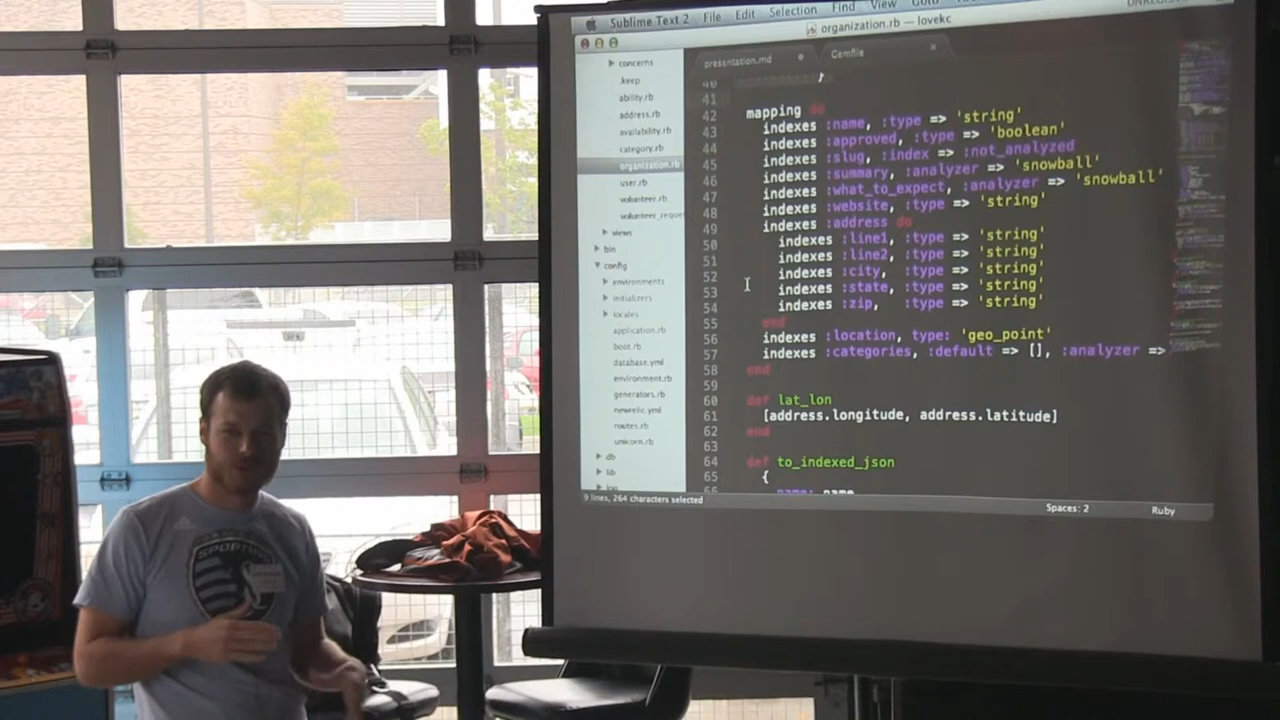 Sublime Text 2 File Edit Selection Find View Goto
organization.rb — lovekc
presentation.md
Gemfile
concerns
.keep
ability.rb
address.rb
availability.rb
category.rb
organization.rb
user.rb
volunteer.rb
volunteer_reque
views
bin
config
environments
initializers
locales
application.rb
boot.rb
database.yml
environment.rb
generators.rb
newrelic.yml
routes.rb
unicorn.rb
db
lib
log
40 }
41
42 mapping do
43 indexes :name, :type => 'string'
44 indexes :approved, :type => 'boolean'
45 indexes :slug, :index => :not_analyzed
46 indexes :summary, :analyzer => 'snowball'
47 indexes :what_to_expect, :analyzer => 'snowball'
48 indexes :website, :type => 'string'
49 indexes :address do
50 indexes :line1, :type => 'string'
51 indexes :line2, :type => 'string'
52 indexes :city, :type => 'string'
53 indexes :state, :type => 'string'
54 indexes :zip, :type => 'string'
55 end
56 indexes :location, type: 'geo_point'
57 indexes :categories, :default => [], :analyzer =>
58 end
59
60 def lat_lon
61 [address.longitude, address.latitude]
62 end
63
64 def to_indexed_json
65 {
66 name: name
9 lines, 264 characters selected
Spaces: 2
Ruby
SPORTING